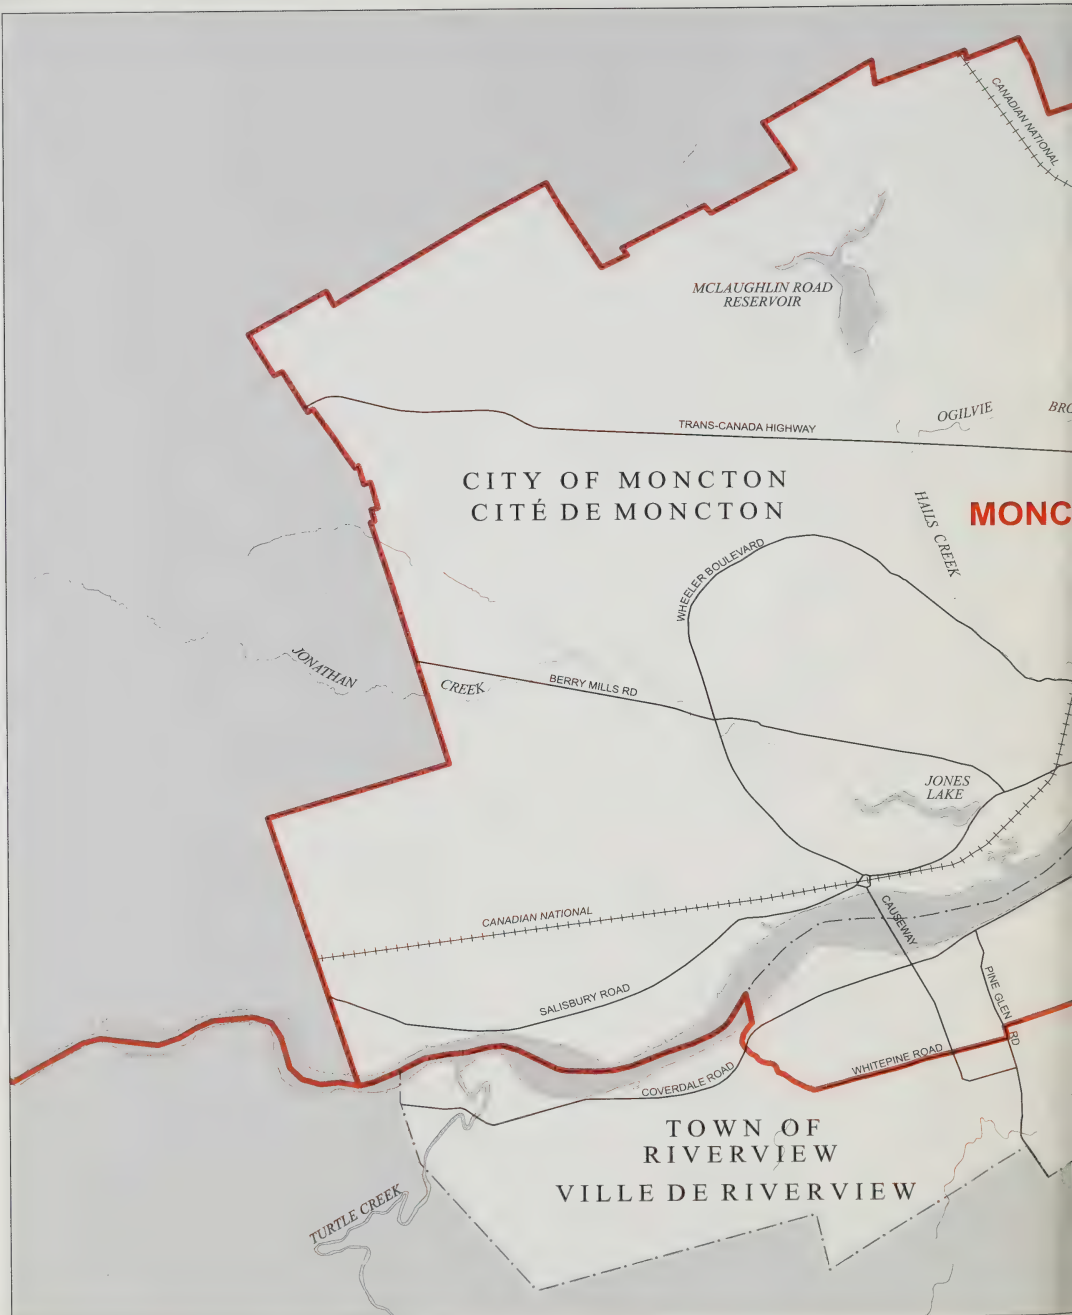 CANADIAN NATIONAL
MCLAUGHLIN ROAD
RESERVOIR
OGILVIE
TRANS-CANADA HIGHWAY
CITY OF MONCTON
CITÉ DE MONCTON
HAILS CREEK
MONC
WHEELER BOULEVARD
JONATHAN
CREEK
BERRY MILLS RD
JONES
LAKE
CANADIAN NATIONAL
CAUSEWAY
SALISBURY ROAD
PINE GLEN RD
WHITEPINE ROAD
COVERDALE ROAD
TOWN OF
RIVERVIEW
VILLE DE RIVERVIEW
TURTLE CREEK